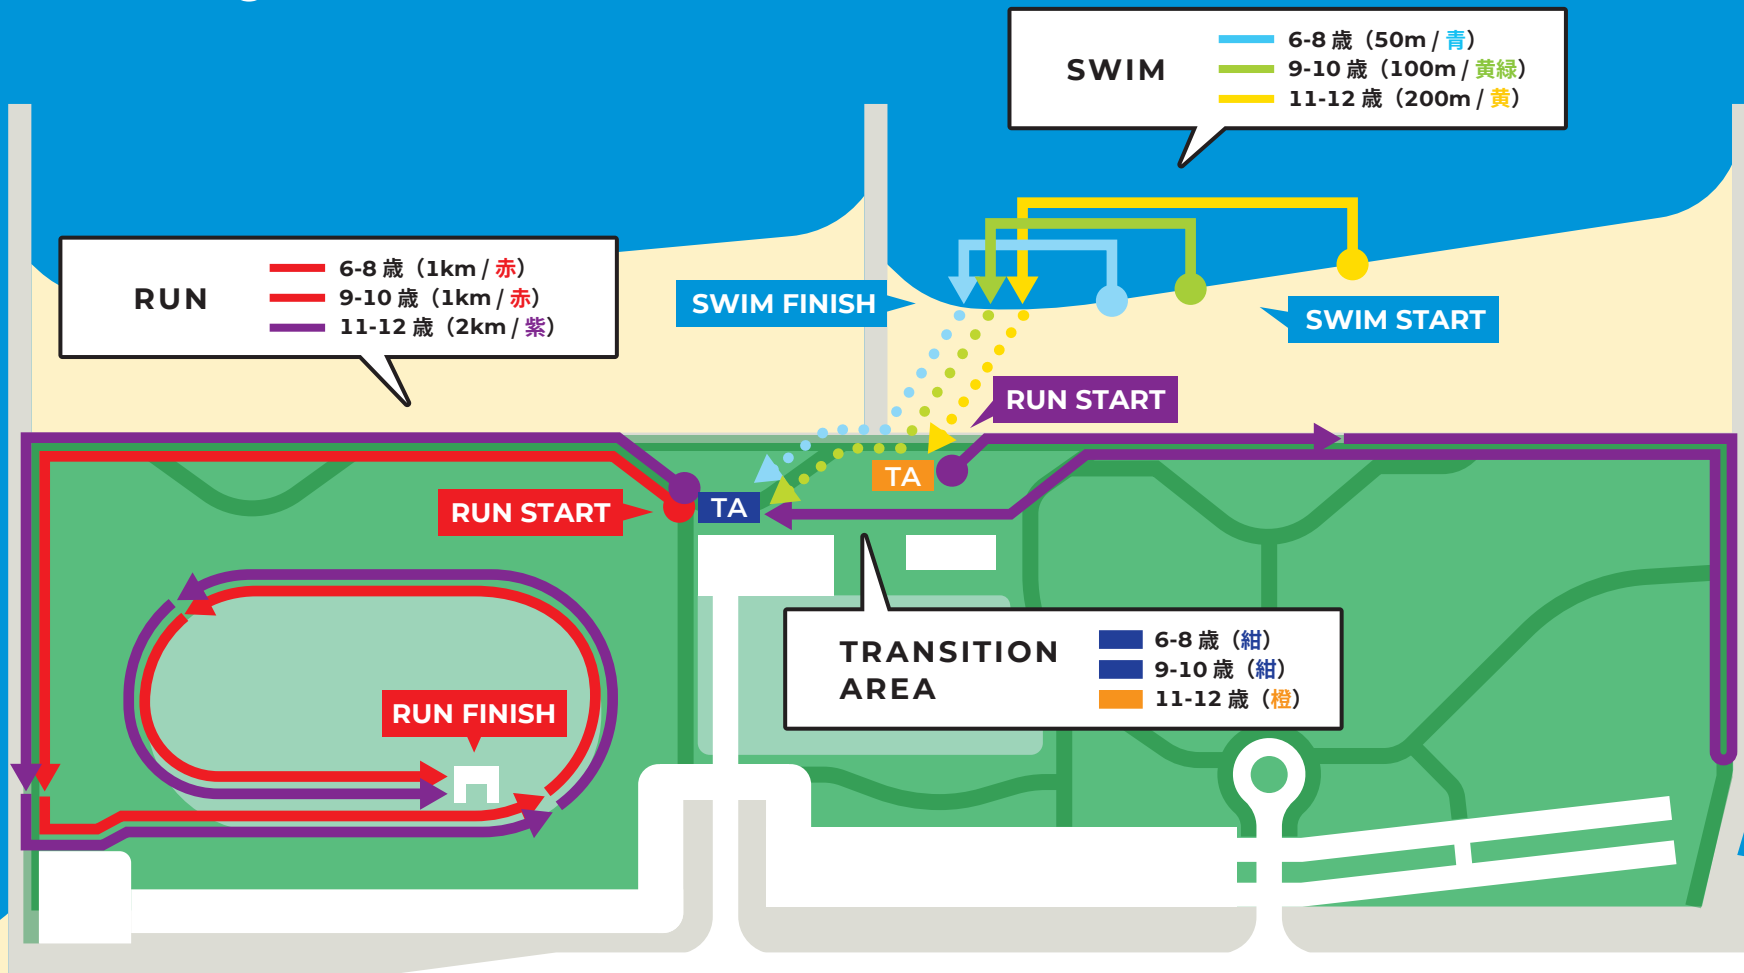 SWIM
6-8 歳（50m / 青）
9-10 歳（100m / 黄緑）
11-12 歳（200m / 黄）
RUN
6-8 歳（1km / 赤）
9-10 歳（1km / 赤）
11-12 歳（2km / 紫）
SWIM FINISH
SWIM START
RUN START
TA
RUN START
TA
TRANSITION
AREA
6-8 歳（紺）
9-10 歳（紺）
11-12 歳（橙）
RUN FINISH